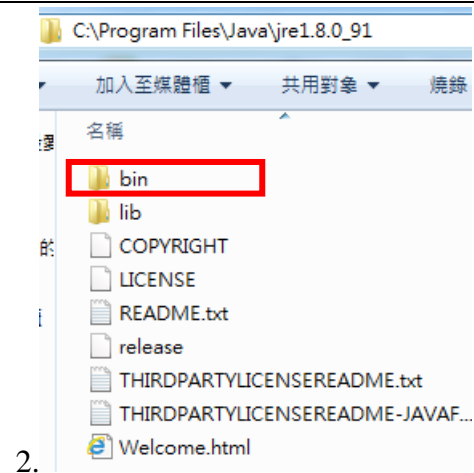 C:\Program Files\Java\jre1.8.0_91
加入至媒體櫃 ▼ 共用對象 ▼ 燒錄
名稱
bin
lib
的
COPYRIGHT
LICENSE
README.txt
release
THIRDPARTYLICENSEREADME.txt
THIRDPARTYLICENSEREADME-JAVAF...
Welcome.html
2.